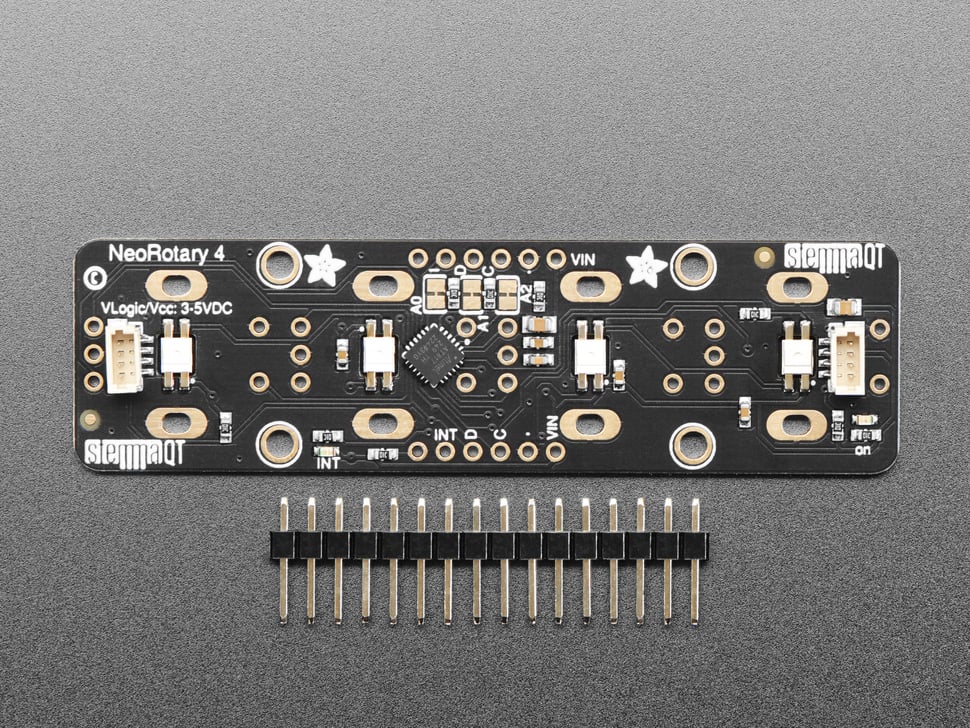 NeoRotary 4
VLogic/Vcc: 3-5VDC
I
D
C
-
VIN
A0
A1
A2
stemma QT
stemma QT
INT
INT
D
C
-
VIN
on